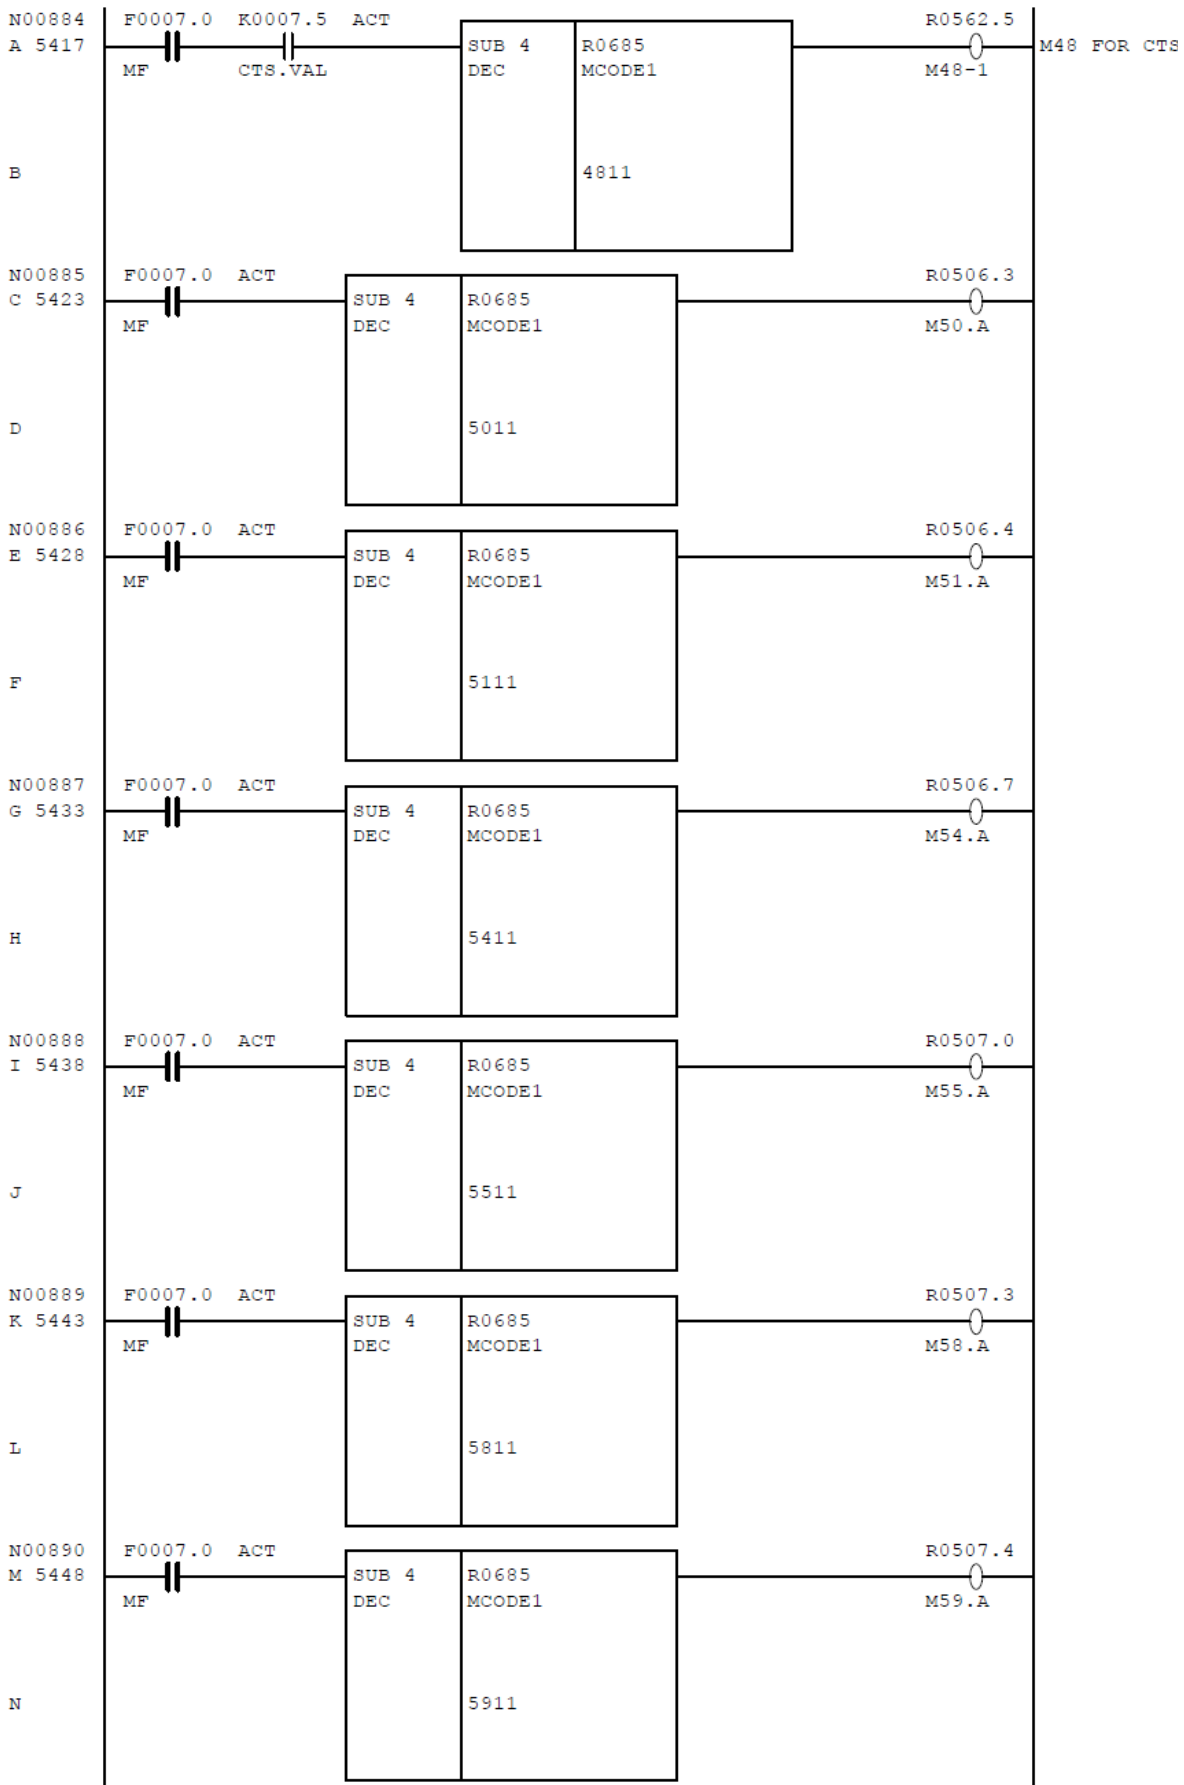 N00884 F0007.0 K0007.5 ACT R0562.5
A 5417 SUB 4 R0685 M48 FOR CTS
MF CTS.VAL DEC MCODE1 M48-1
B 4811
N00885 F0007.0 ACT R0506.3
C 5423 SUB 4 R0685
MF DEC MCODE1 M50.A
D 5011
N00886 F0007.0 ACT R0506.4
E 5428 SUB 4 R0685
MF DEC MCODE1 M51.A
F 5111
N00887 F0007.0 ACT R0506.7
G 5433 SUB 4 R0685
MF DEC MCODE1 M54.A
H 5411
N00888 F0007.0 ACT R0507.0
I 5438 SUB 4 R0685
MF DEC MCODE1 M55.A
J 5511
N00889 F0007.0 ACT R0507.3
K 5443 SUB 4 R0685
MF DEC MCODE1 M58.A
L 5811
N00890 F0007.0 ACT R0507.4
M 5448 SUB 4 R0685
MF DEC MCODE1 M59.A
N 5911